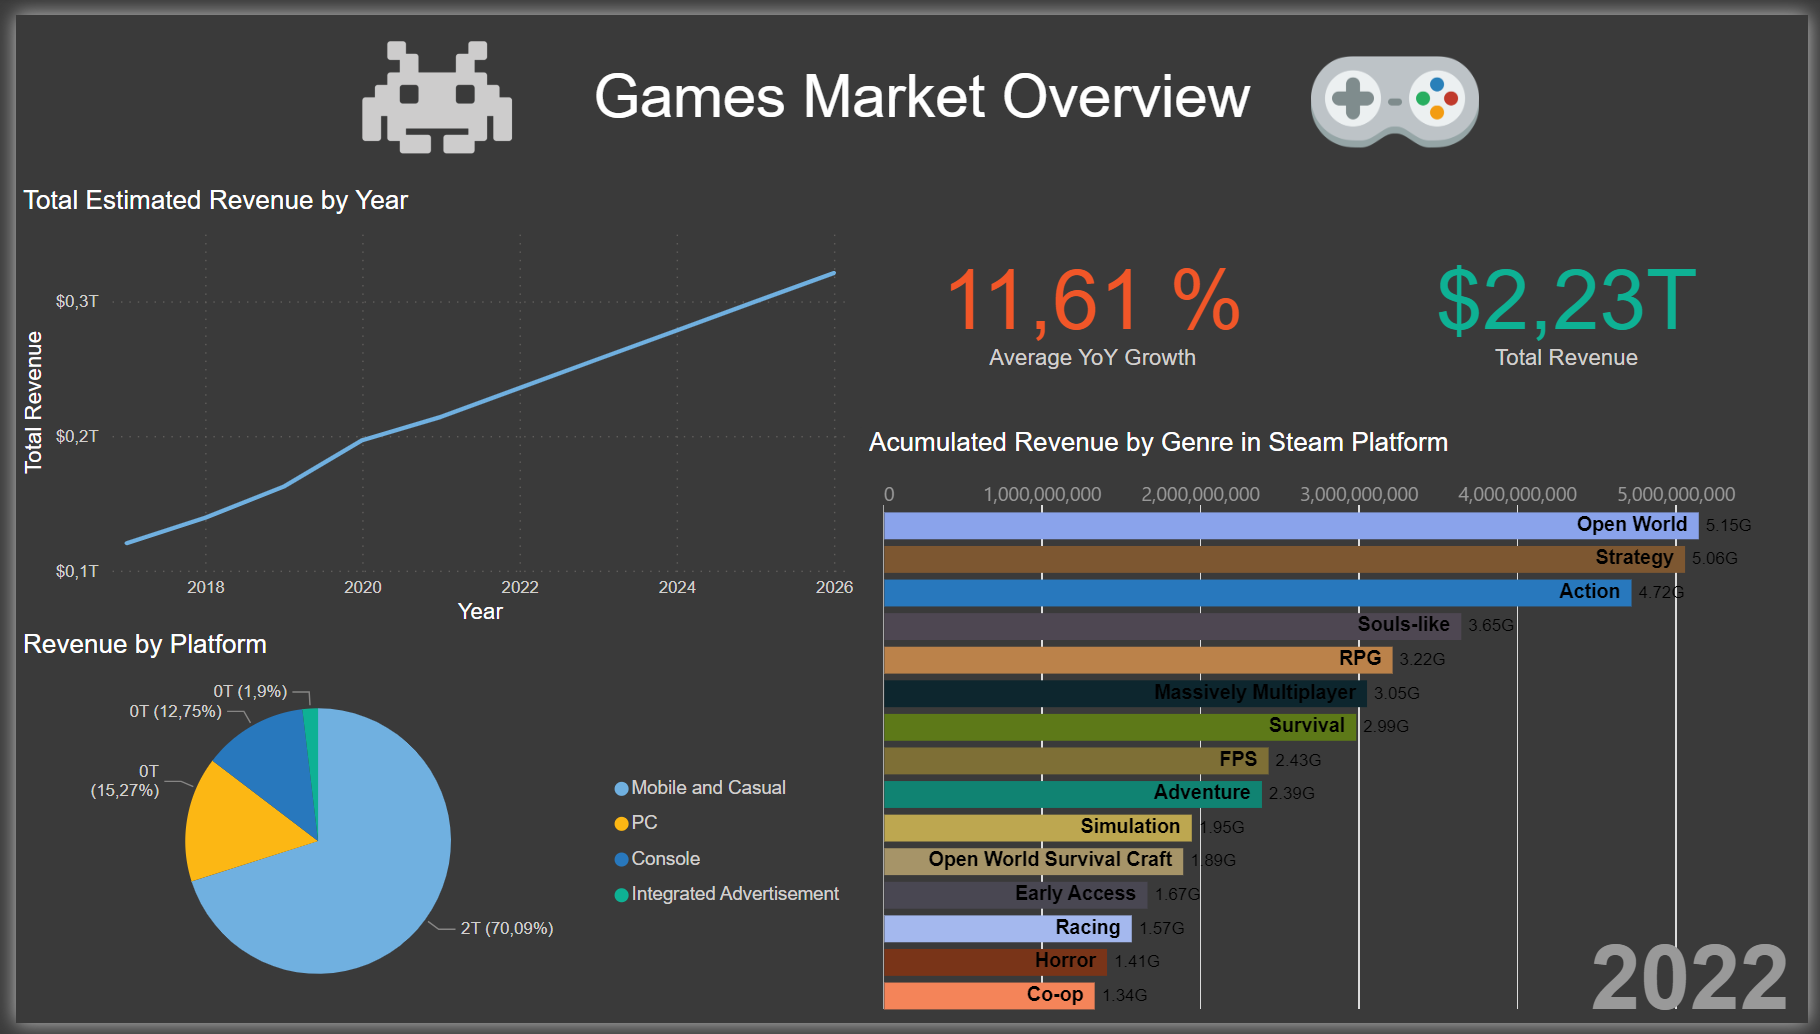 Games Market Overview
Total Estimated Revenue by Year
$0,3T
$0,2T
$0,1T
Total Revenue
2018
2020
2022
2024
2026
Year
11,61 %
Average YoY Growth
$2,23T
Total Revenue
Revenue by Platform
0T (1,9%)
0T (12,75%)
0T
(15,27%)
2T (70,09%)
Mobile and Casual
PC
Console
Integrated Advertisement
Acumulated Revenue by Genre in Steam Platform
0
1,000,000,000
2,000,000,000
3,000,000,000
4,000,000,000
5,000,000,000
Open World 5.15G
Strategy 5.06G
Action 4.72G
Souls-like 3.65G
RPG 3.22G
Massively Multiplayer 3.05G
Survival 2.99G
FPS 2.43G
Adventure 2.39G
Simulation 1.95G
Open World Survival Craft 1.89G
Early Access 1.67G
Racing 1.57G
Horror 1.41G
Co-op 1.34G
2022